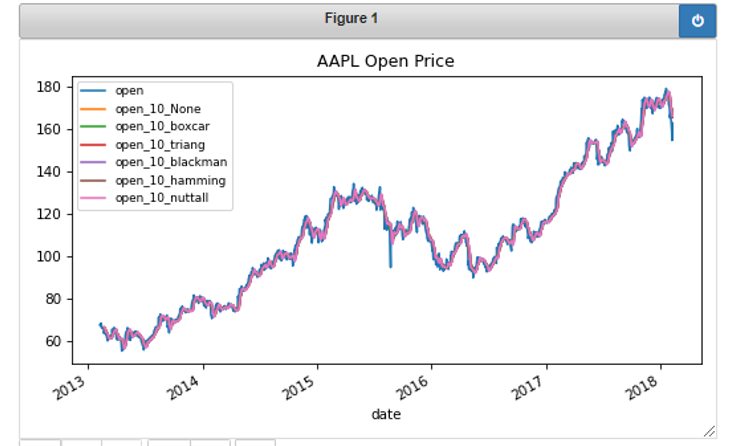 Figure 1
AAPL Open Price
180
160
140
120
100
80
60
open
open_10_None
open_10_boxcar
open_10_triang
open_10_blackman
open_10_hamming
open_10_nuttall
2013
2014
2015
2016
2017
2018
date